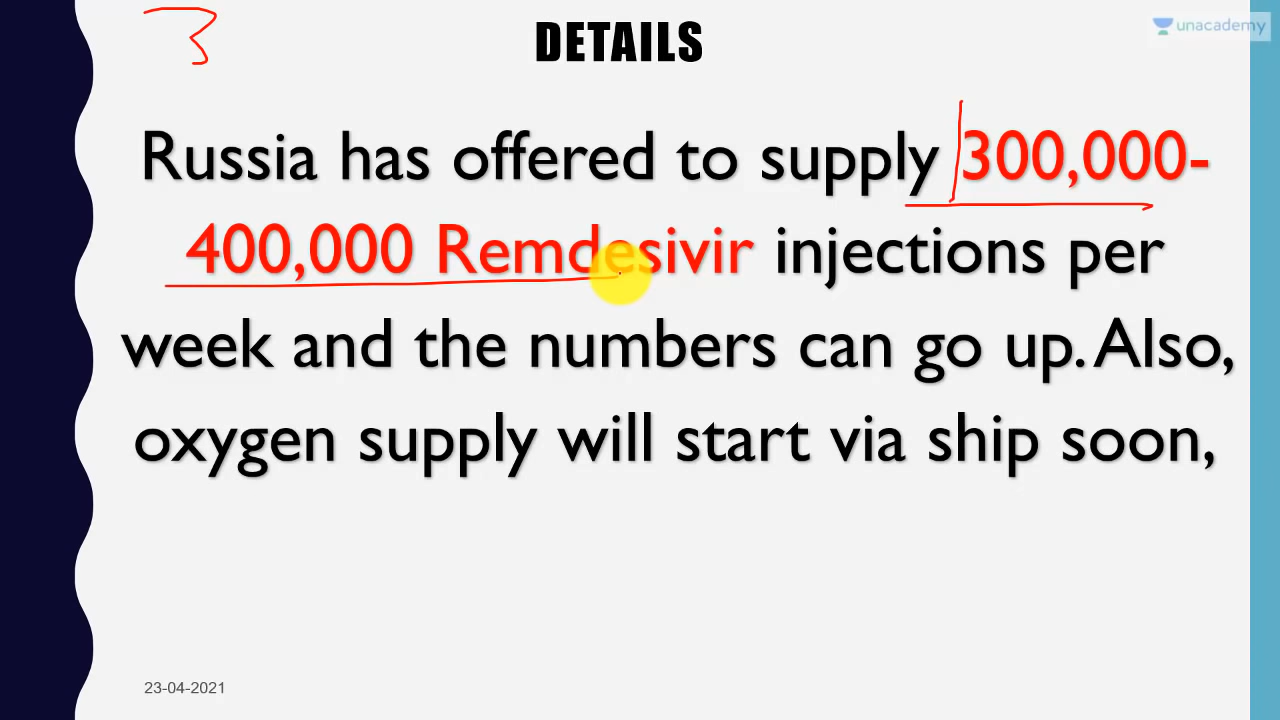 3
DETAILS
unacademy
Russia has offered to supply 300,000-
400,000 Remdesivir injections per
week and the numbers can go up. Also,
oxygen supply will start via ship soon,
23-04-2021